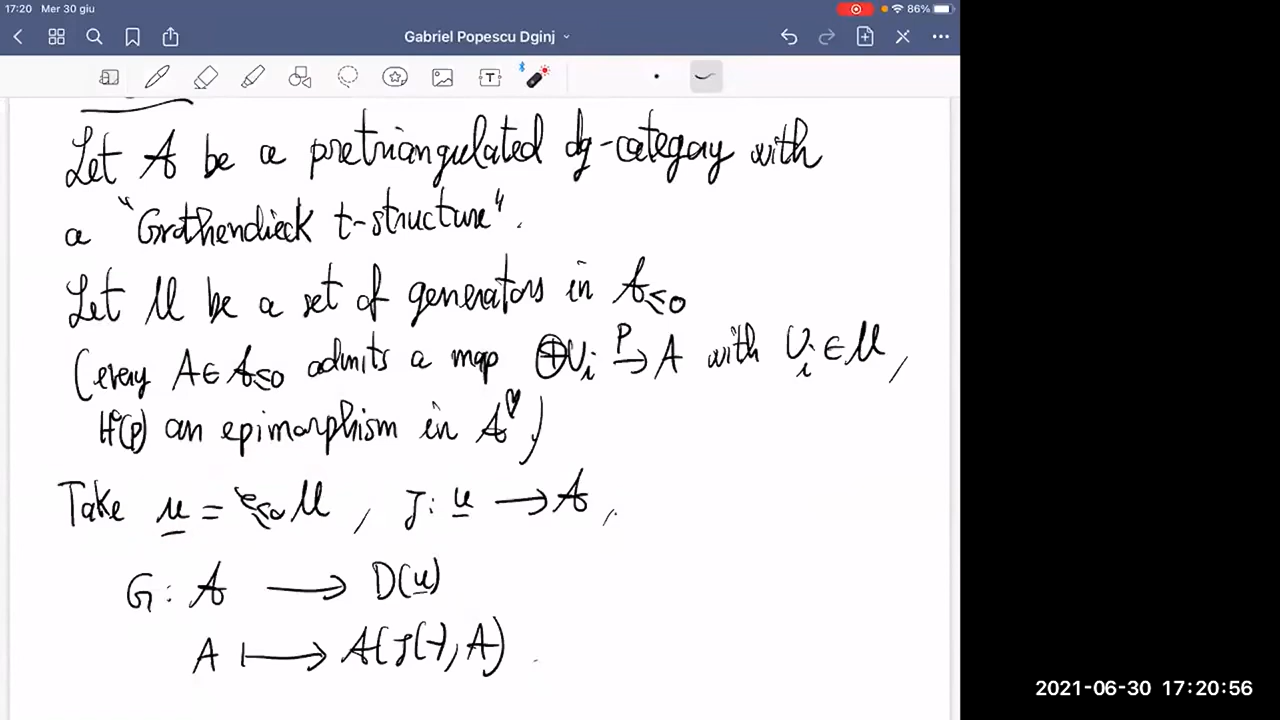 17:20 Mer 30 giu
86%
Gabriel Popescu Dginj
Let A be a pretriangulated dg-categay with
a "Grothendieck t-structure".
Let U be a set of generators in A≤0
(every A ∈ A≤0 admits a map ⊕Ui →p A with Ui ∈ U,
H⁰(p) an epimorphism in A♡)
Take u = τ≤0 U, J: u → A,
G: A → D(u)
A ↦ A(J(-), A)
2021-06-30 17:20:56